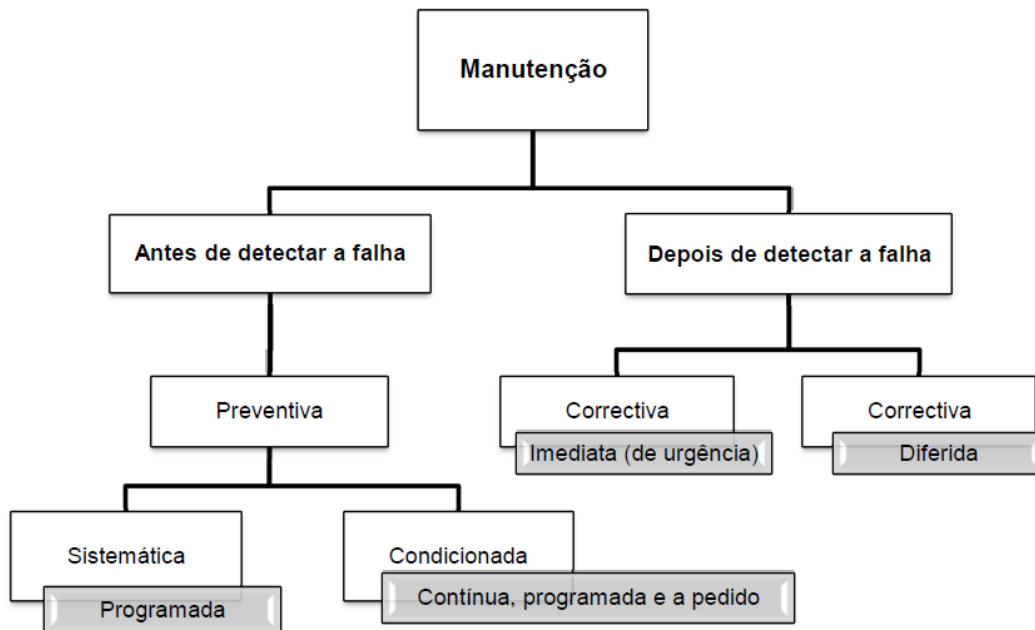 Manutenção
Antes de detectar a falha
Depois de detectar a falha
Preventiva
Correctiva
Imediata (de urgência)
Correctiva
Diferida
Sistemática
Programada
Condicionada
Contínua, programada e a pedido